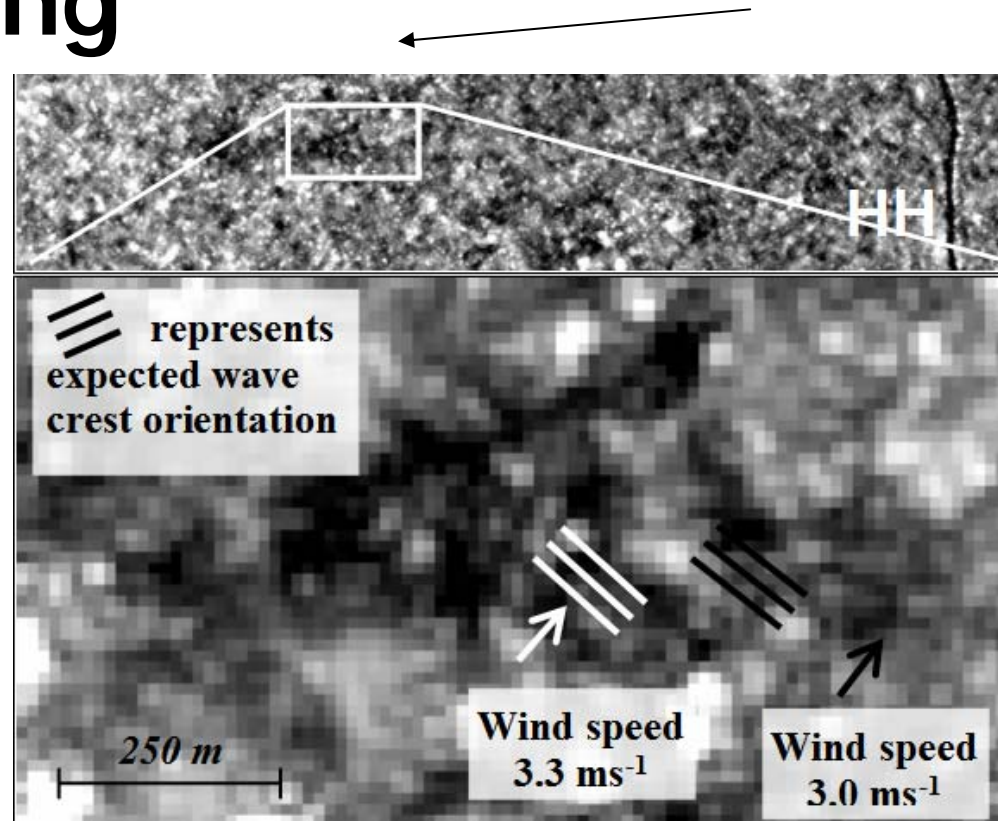 ng
HH
represents
expected wave
crest orientation
250 m
Wind speed
3.3 ms-1
Wind speed
3.0 ms-1